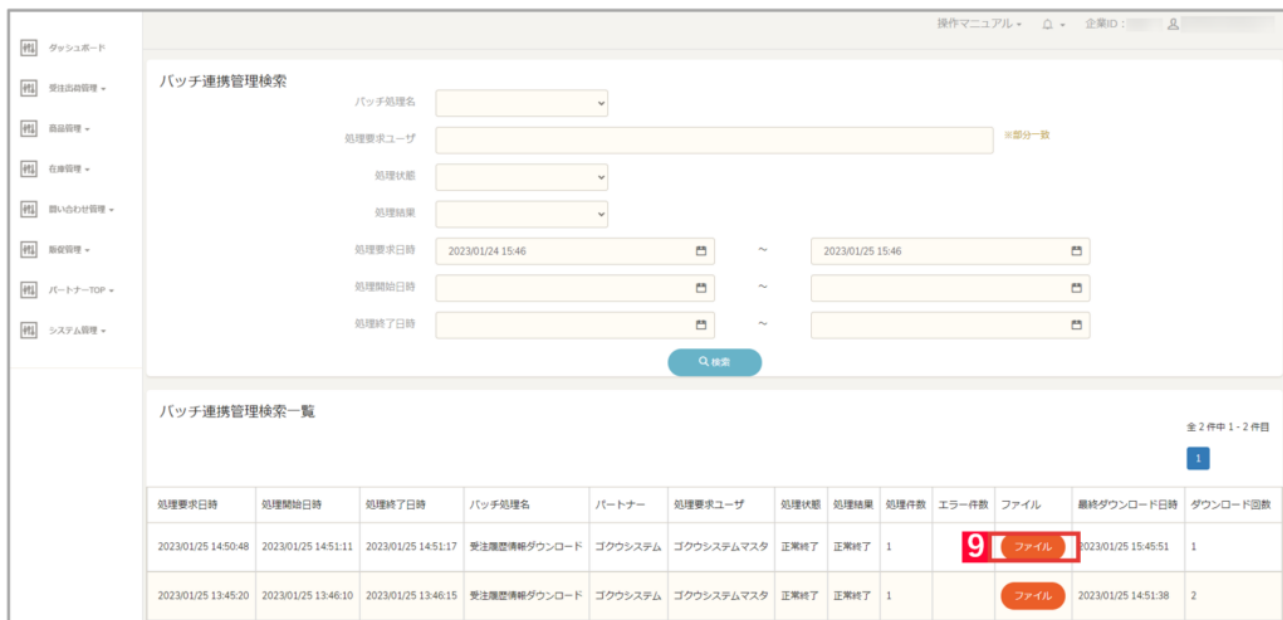 操作マニュアル
企業ID：
ダッシュボード
受注出荷管理
商品管理
在庫管理
問い合わせ管理
販促管理
パートナーTOP
システム管理
バッチ連携管理検索
バッチ処理名
処理要求ユーザ
※部分一致
処理状態
処理結果
処理要求日時 2023/01/24 15:46 ～ 2023/01/25 15:46
処理開始日時 ～
処理終了日時 ～
検索
バッチ連携管理検索一覧
全 2 件中 1 - 2 件目
1
処理要求日時 処理開始日時 処理終了日時 バッチ処理名 パートナー 処理要求ユーザ 処理状態 処理結果 処理件数 エラー件数 ファイル 最終ダウンロード日時 ダウンロード回数
2023/01/25 14:50:48 2023/01/25 14:51:11 2023/01/25 14:51:17 受注履歴情報ダウンロード ゴクウシステム ゴクウシステムマスタ 正常終了 正常終了 1 9 ファイル 2023/01/25 15:45:51 1
2023/01/25 13:45:20 2023/01/25 13:46:10 2023/01/25 13:46:15 受注履歴情報ダウンロード ゴクウシステム ゴクウシステムマスタ 正常終了 正常終了 1 ファイル 2023/01/25 14:51:38 2